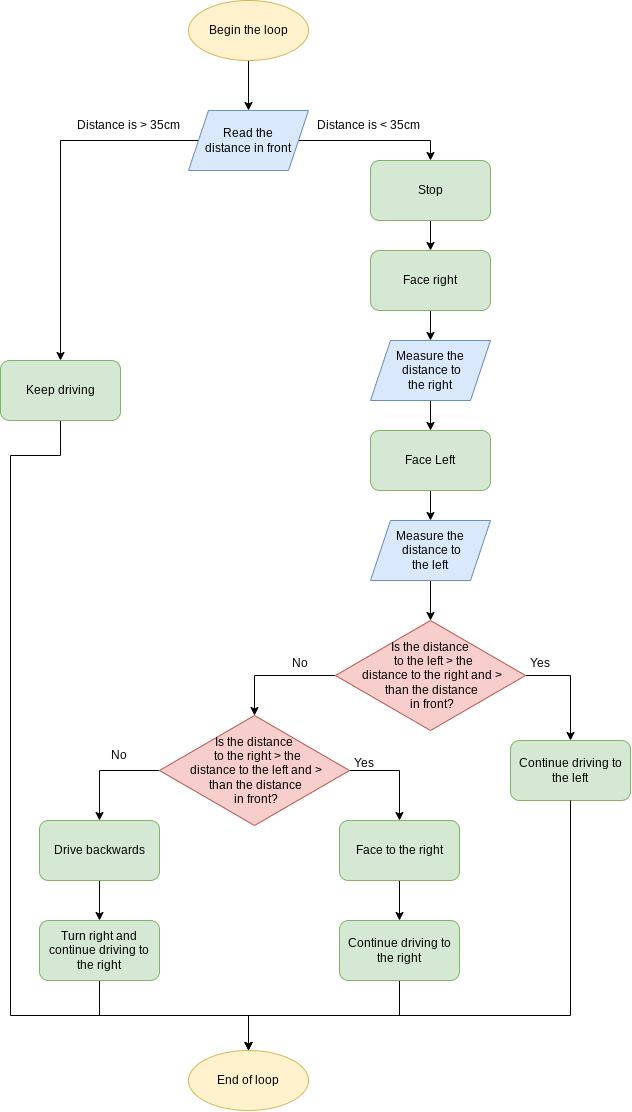 Begin the loop
Distance is > 35cm
Read the
distance in front
Distance is < 35cm
Stop
Face right
Measure the
distance to
the right
Keep driving
Face Left
Measure the
distance to
the left
Is the distance
to the left > the
distance to the right and >
than the distance
in front?
No
Yes
Is the distance
to the right > the
distance to the left and >
than the distance
in front?
No
Yes
Continue driving to
the left
Drive backwards
Face to the right
Turn right and
continue driving to
the right
Continue driving to
the right
End of loop